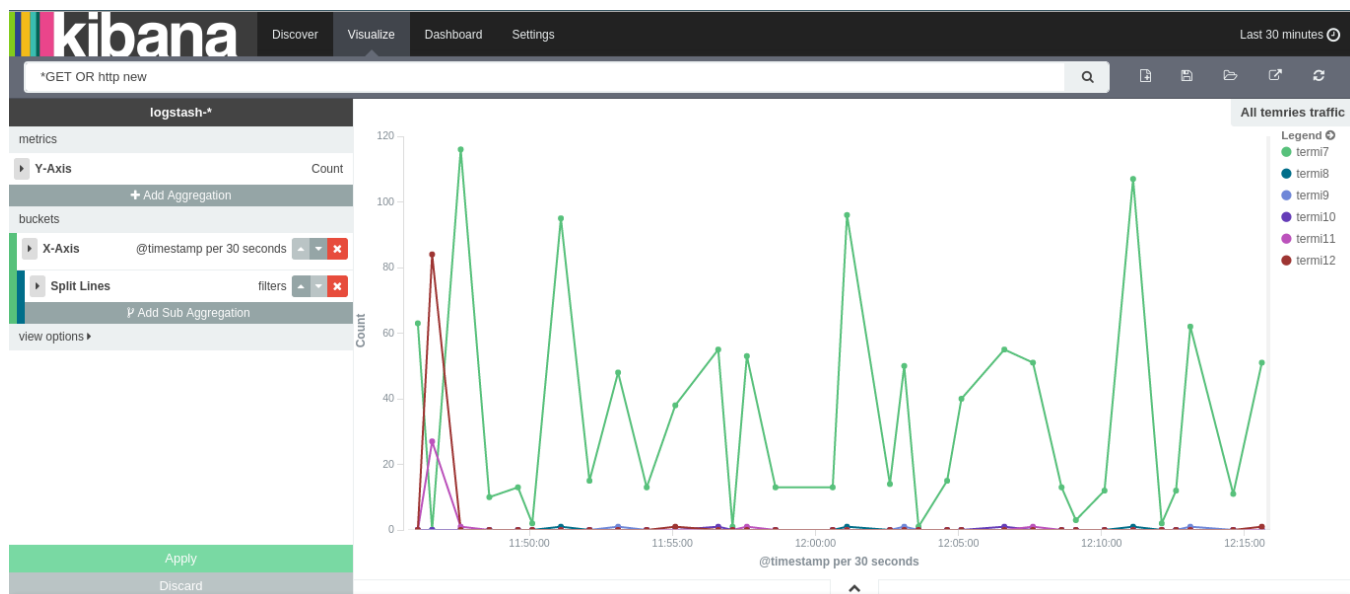 kibana Discover Visualize Dashboard Settings Last 30 minutes
*GET OR http new
logstash-*
All temries traffic
metrics
Y-Axis Count
Add Aggregation
buckets
X-Axis @timestamp per 30 seconds
Split Lines filters
Add Sub Aggregation
view options
Apply
Discard
Count
120
100
80
60
40
20
0
11:50:00 11:55:00 12:00:00 12:05:00 12:10:00 12:15:00
@timestamp per 30 seconds
Legend
termi7
termi8
termi9
termi10
termi11
termi12